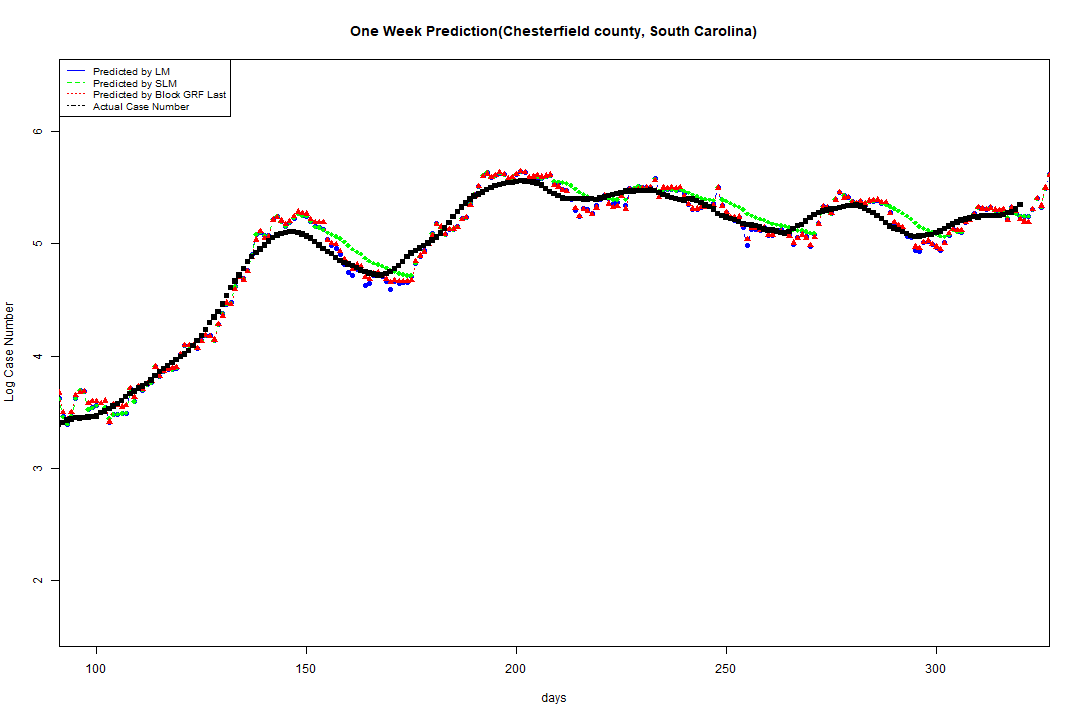 One Week Prediction(Chesterfield county, South Carolina)
Predicted by LM
Predicted by SLM
Predicted by Block GRF Last
Actual Case Number
6
5
4
3
2
Log Case Number
100 150 200 250 300
days